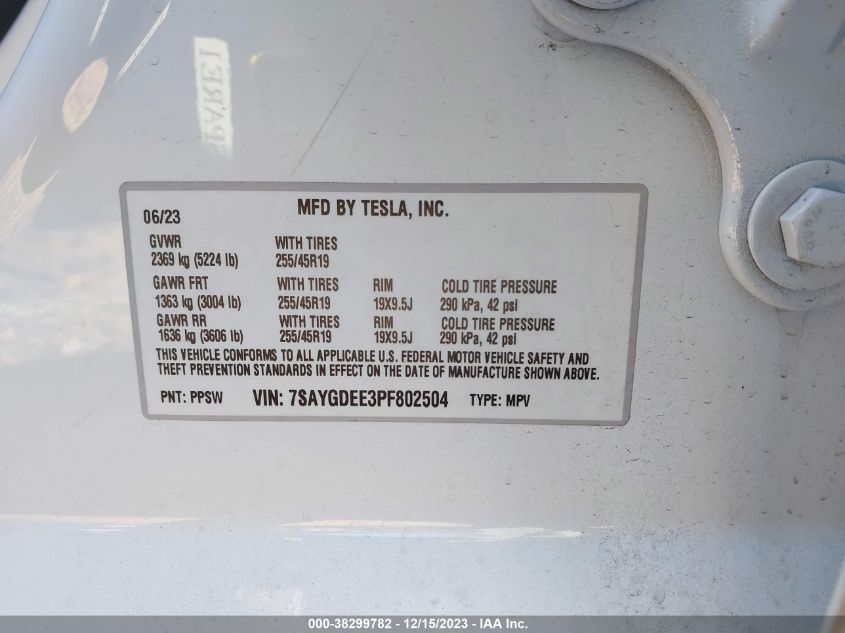 SPARE T
06/23 MFD BY TESLA, INC.
GVWR WITH TIRES
2369 kg (5224 lb) 255/45R19
GAWR FRT WITH TIRES RIM COLD TIRE PRESSURE
1363 kg (3004 lb) 255/45R19 19X9.5J 290 kPa, 42 psi
GAWR RR WITH TIRES RIM COLD TIRE PRESSURE
1636 kg (3606 lb) 255/45R19 19X9.5J 290 kPa, 42 psi
THIS VEHICLE CONFORMS TO ALL APPLICABLE U.S. FEDERAL MOTOR VEHICLE SAFETY AND
THEFT PREVENTION STANDARDS IN EFFECT ON THE DATE OF MANUFACTURE SHOWN ABOVE.
PNT: PPSW VIN: 7SAYGDEE3PF802504 TYPE: MPV
000-38299782 - 12/15/2023 - IAA Inc.